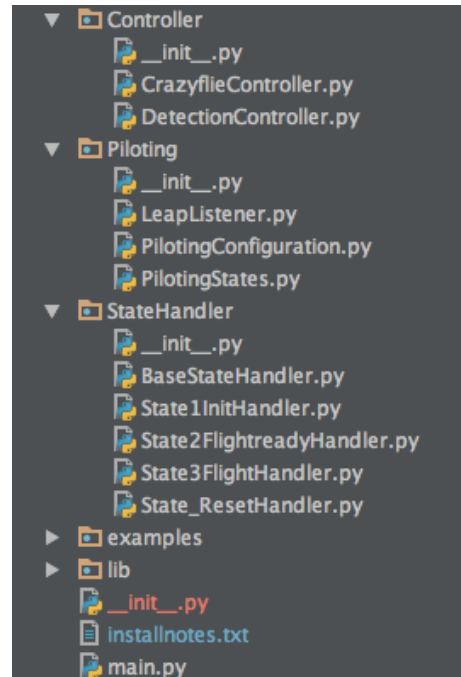 Controller
__init__.py
CrazyflieController.py
DetectionController.py
Piloting
__init__.py
LeapListener.py
PilotingConfiguration.py
PilotingStates.py
StateHandler
__init__.py
BaseStateHandler.py
State1InitHandler.py
State2FlightreadyHandler.py
State3FlightHandler.py
State_ResetHandler.py
examples
lib
__init__.py
installnotes.txt
main.py